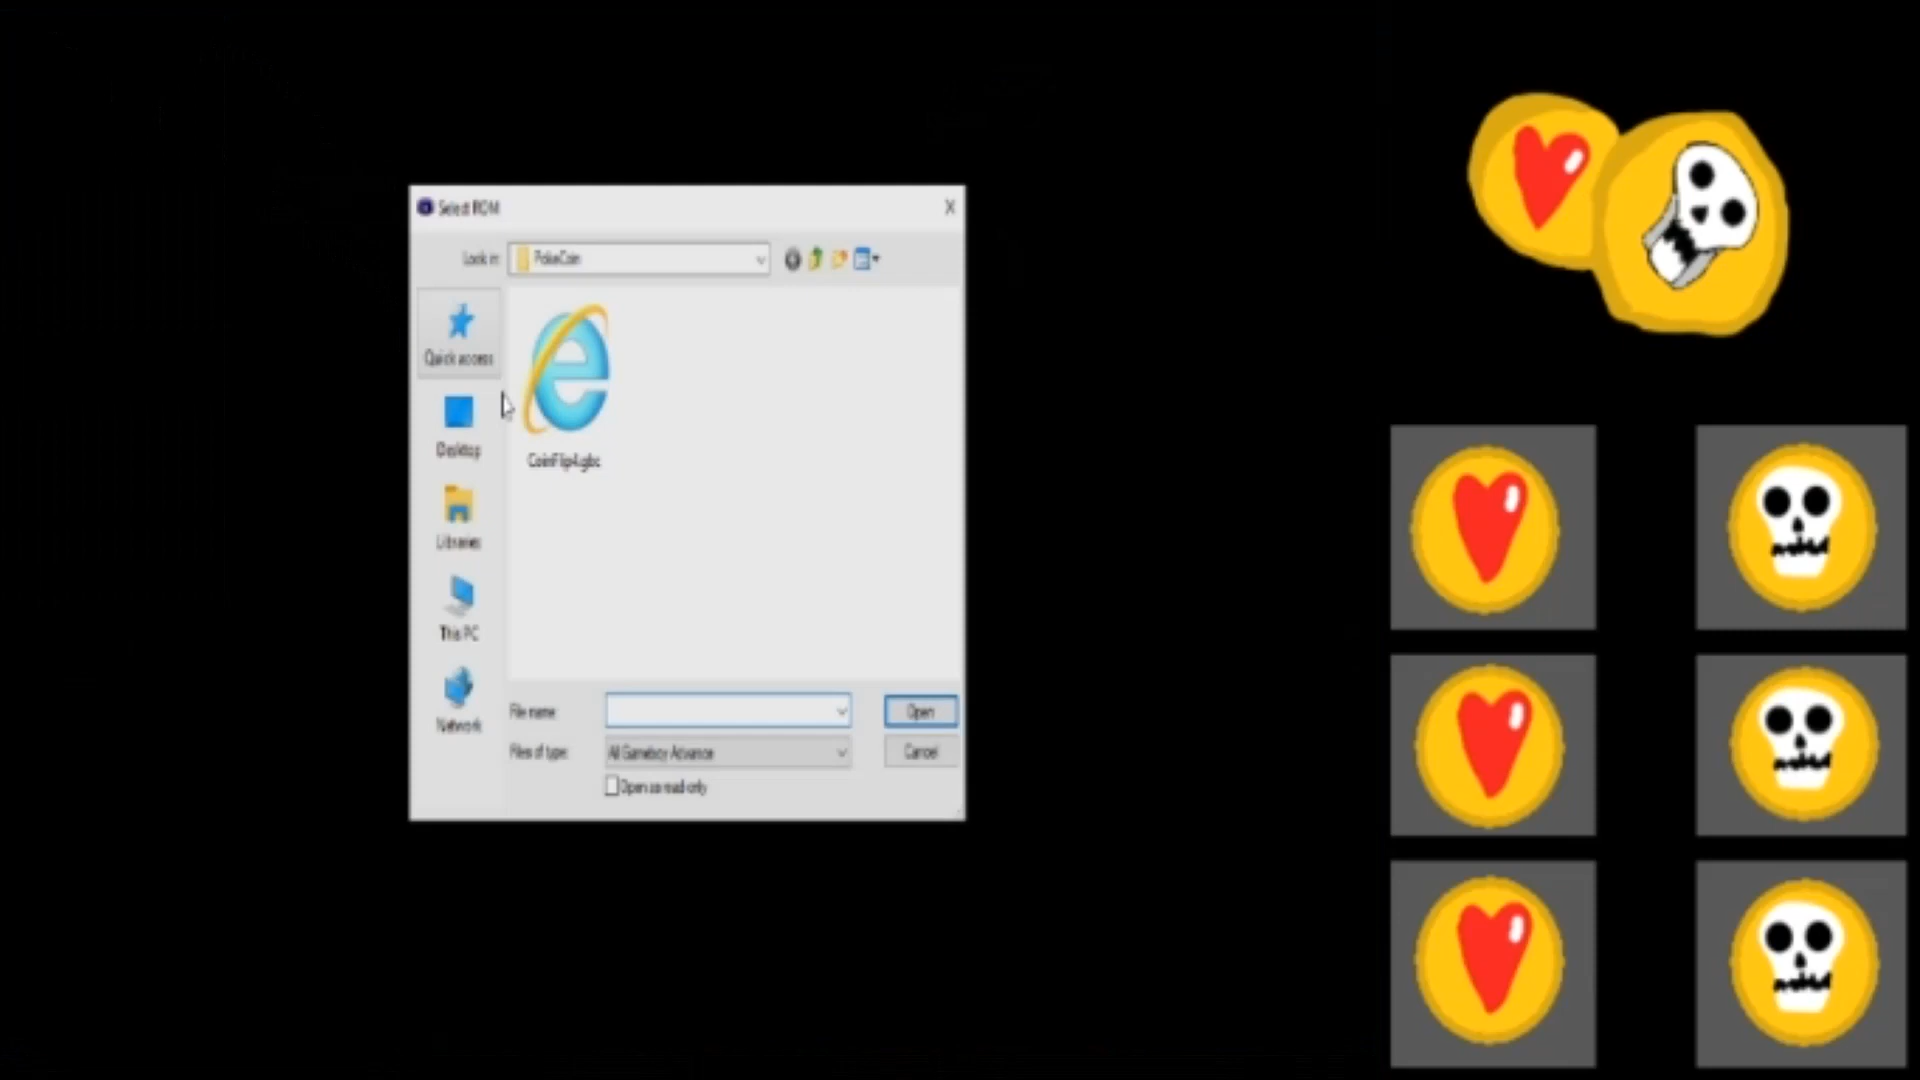 Select ROM
X
Look in:
PokeCoin
Quick access
CoinFlip4.gbc
Desktop
Libraries
This PC
Network
File name:
Open
Files of type:
All Gameboy Advance
Cancel
Open as read-only